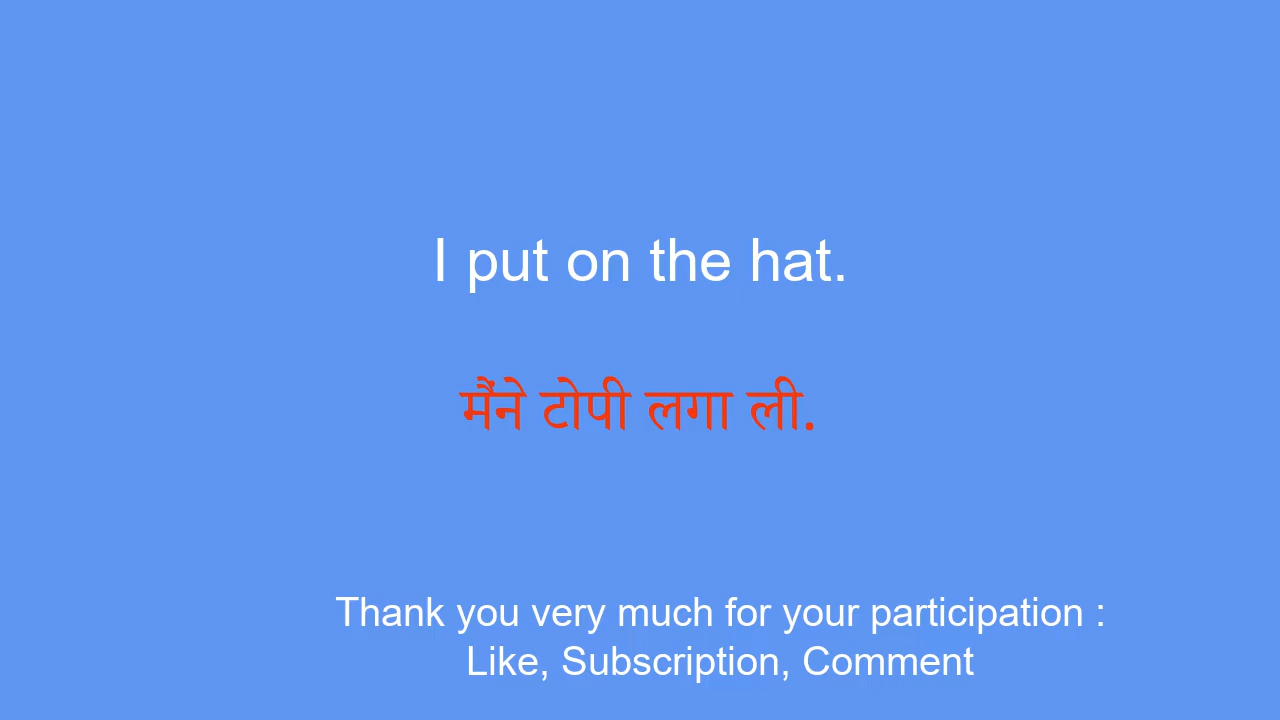 I put on the hat.
मैंने टोपी लगा ली.
Thank you very much for your participation :
Like, Subscription, Comment